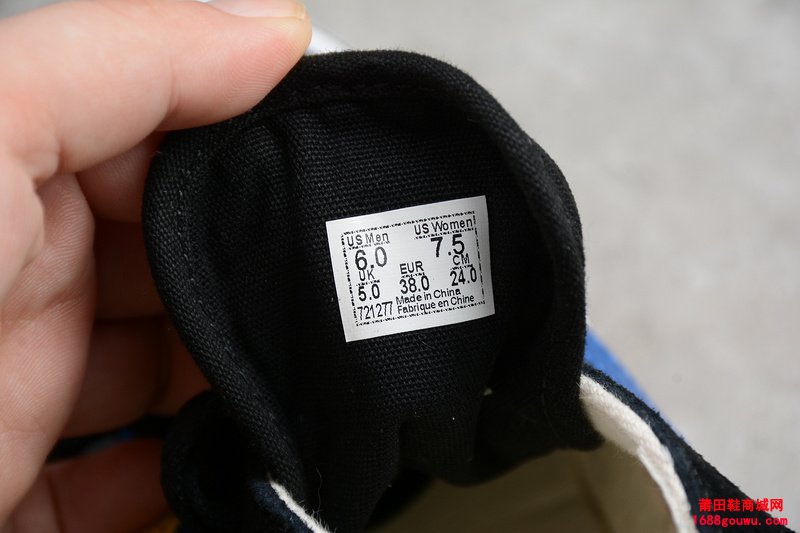 US Men US Women
6.0 7.5
UK EUR CM
5.0 38.0 24.0
721277 Made in China
Fabrique en Chine
莆田鞋商城网
1688gouwu.com